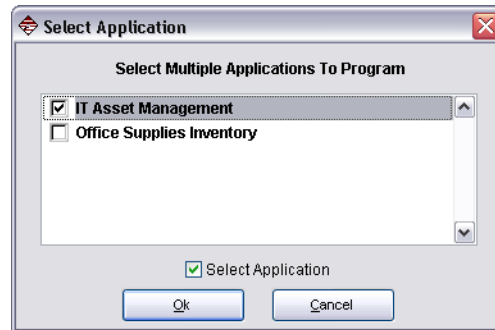 Select Application
Select Multiple Applications To Program
IT Asset Management
Office Supplies Inventory
Select Application
Ok
Cancel